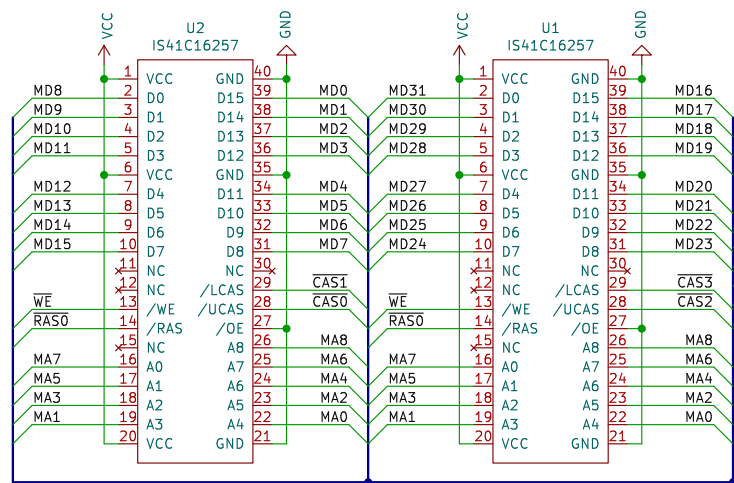 VCC GND VCC GND
U2 U1
IS41C16257 IS41C16257
1 VCC GND 40 1 VCC GND 40
MD8 2 D0 D15 39 MD0 MD31 2 D0 D15 39 MD16
MD9 3 D1 D14 38 MD1 MD30 3 D1 D14 38 MD17
MD10 4 D2 D13 37 MD2 MD29 4 D2 D13 37 MD18
MD11 5 D3 D12 36 MD3 MD28 5 D3 D12 36 MD19
6 VCC GND 35 6 VCC GND 35
MD12 7 D4 D11 34 MD4 MD27 7 D4 D11 34 MD20
MD13 8 D5 D10 33 MD5 MD26 8 D5 D10 33 MD21
MD14 9 D6 D9 32 MD6 MD25 9 D6 D9 32 MD22
MD15 10 D7 D8 31 MD7 MD24 10 D7 D8 31 MD23
11 NC NC 30 11 NC NC 30
12 NC /LCAS 29 CAS1 12 NC /LCAS 29 CAS3
WE 13 /WE /UCAS 28 CAS0 WE 13 /WE /UCAS 28 CAS2
RAS0 14 /RAS /OE 27 RAS0 14 /RAS /OE 27
15 NC A8 26 MA8 15 NC A8 26 MA8
MA7 16 A0 A7 25 MA6 MA7 16 A0 A7 25 MA6
MA5 17 A1 A6 24 MA4 MA5 17 A1 A6 24 MA4
MA3 18 A2 A5 23 MA2 MA3 18 A2 A5 23 MA2
MA1 19 A3 A4 22 MA0 MA1 19 A3 A4 22 MA0
20 VCC GND 21 20 VCC GND 21